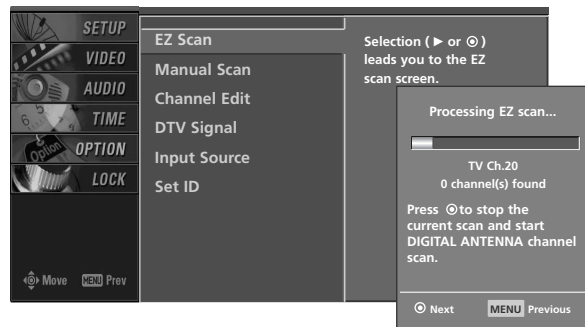 SETUP
VIDEO
AUDIO
TIME
OPTION
LOCK
Move MENU Prev
EZ Scan
Manual Scan
Channel Edit
DTV Signal
Input Source
Set ID
Selection ( ► or ⊙ )
leads you to the EZ
scan screen.
Processing EZ scan...
TV Ch.20
0 channel(s) found
Press ⊙to stop the
current scan and start
DIGITAL ANTENNA channel
scan.
⊙ Next MENU Previous